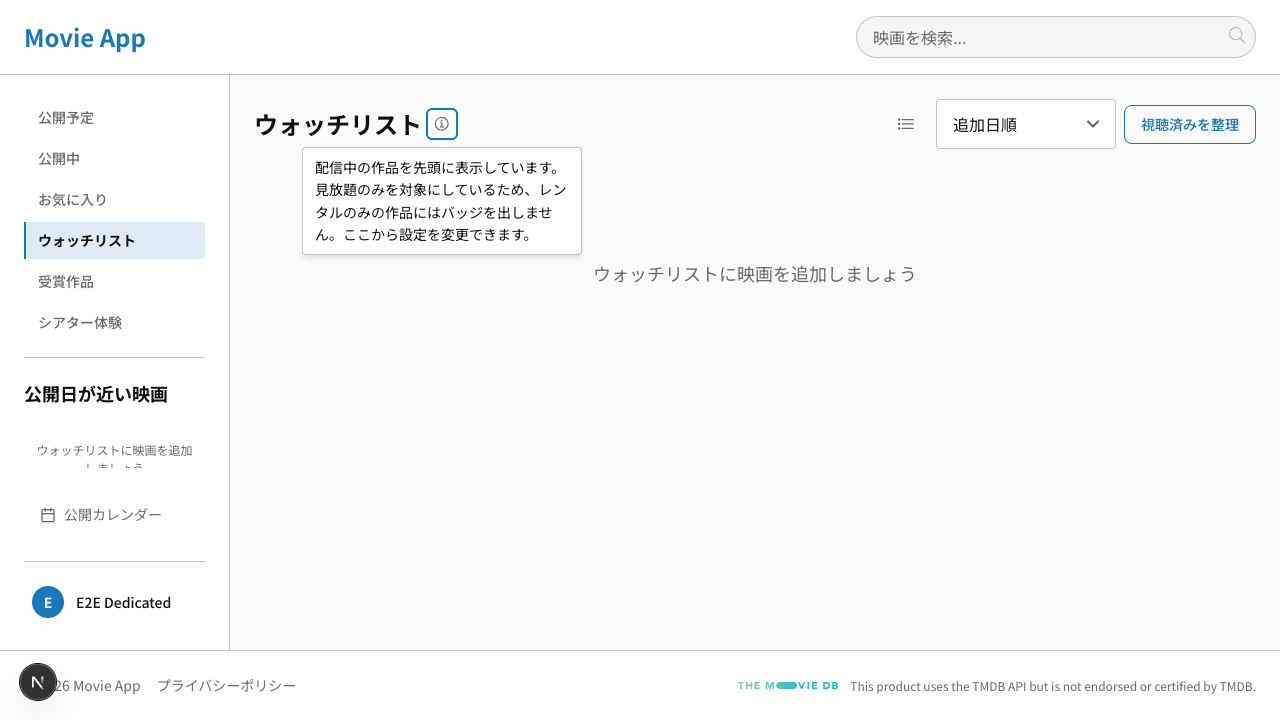 Movie App
映画を検索...
公開予定
公開中
お気に入り
ウォッチリスト
受賞作品
シアター体験
公開日が近い映画
ウォッチリストに映画を追加
しましょう
公開カレンダー
E
E2E Dedicated
ウォッチリスト
追加日順
視聴済みを整理
配信中の作品を先頭に表示しています。
見放題のみを対象にしているため、レン
タルのみの作品にはバッジを出しませ
ん。ここから設定を変更できます。
ウォッチリストに映画を追加しましょう
N
26 Movie App
プライバシーポリシー
THE MOVIE DB
This product uses the TMDB API but is not endorsed or certified by TMDB.